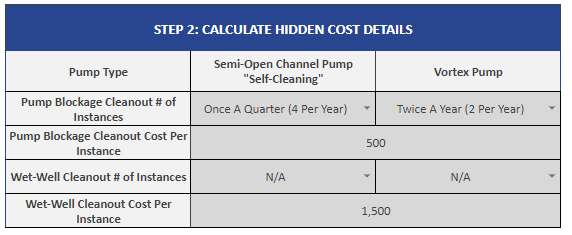 STEP 2: CALCULATE HIDDEN COST DETAILS
Pump Type
Semi-Open Channel Pump
"Self-Cleaning"
Vortex Pump
Pump Blockage Cleanout # of
Instances
Once A Quarter (4 Per Year)
Twice A Year (2 Per Year)
Pump Blockage Cleanout Cost Per
Instance
500
Wet-Well Cleanout # of Instances
N/A
N/A
Wet-Well Cleanout Cost Per
Instance
1,500